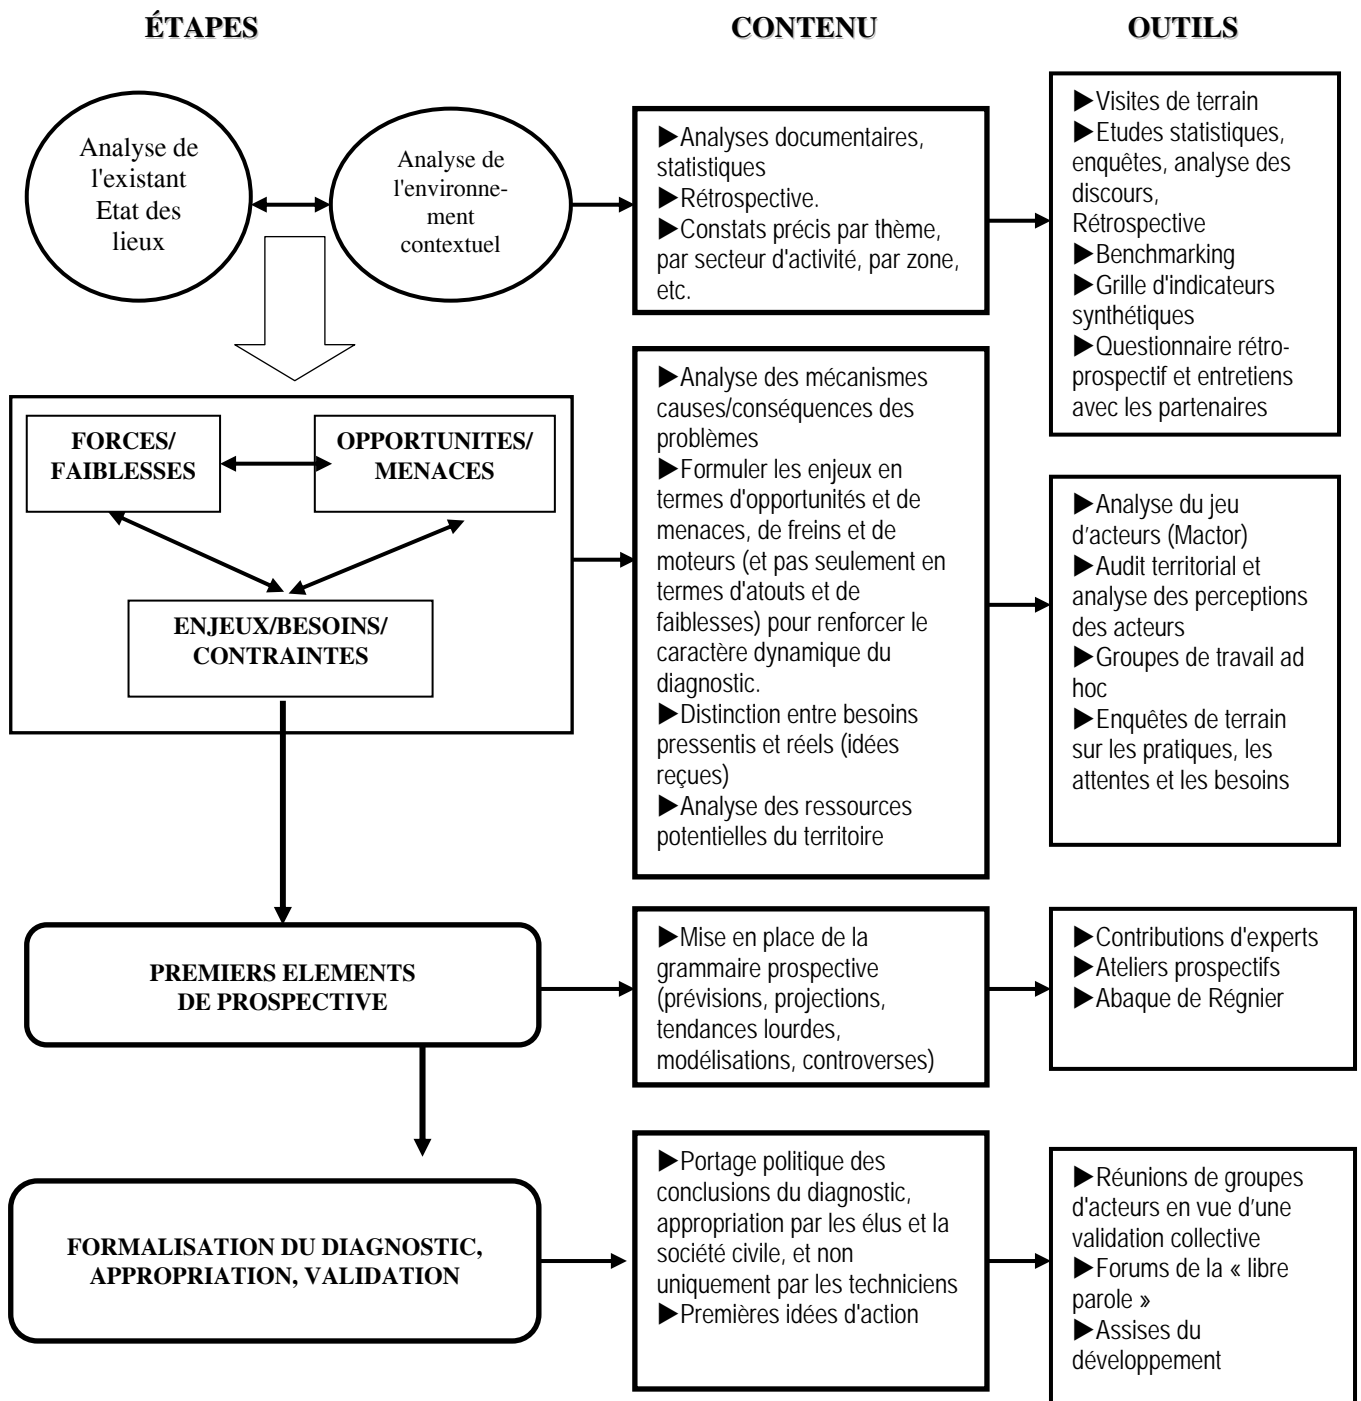 ÉTAPES
CONTENU
OUTILS
Analyse de
l'existant
Etat des
lieux
Analyse de
l'environne-
ment
contextuel
►Analyses documentaires,
statistiques
►Rétrospective.
►Constats précis par thème,
par secteur d'activité, par zone,
etc.
►Visites de terrain
►Etudes statistiques,
enquêtes, analyse des
discours,
Rétrospective
►Benchmarking
►Grille d'indicateurs
synthétiques
►Questionnaire rétro-
prospectif et entretiens
avec les partenaires
FORCES/
FAIBLESSES
OPPORTUNITES/
MENACES
ENJEUX/BESOINS/
CONTRAINTES
►Analyse des mécanismes
causes/conséquences des
problèmes
►Formuler les enjeux en
termes d'opportunités et de
menaces, de freins et de
moteurs (et pas seulement en
termes d'atouts et de
faiblesses) pour renforcer le
caractère dynamique du
diagnostic.
►Distinction entre besoins
pressentis et réels (idées
reçues)
►Analyse des ressources
potentielles du territoire
►Analyse du jeu
d’acteurs (Mactor)
►Audit territorial et
analyse des perceptions
des acteurs
►Groupes de travail ad
hoc
►Enquêtes de terrain
sur les pratiques, les
attentes et les besoins
PREMIERS ELEMENTS
DE PROSPECTIVE
►Mise en place de la
grammaire prospective
(prévisions, projections,
tendances lourdes,
modélisations, controverses)
►Contributions d'experts
►Ateliers prospectifs
►Abaque de Régnier
FORMALISATION DU DIAGNOSTIC,
APPROPRIATION, VALIDATION
►Portage politique des
conclusions du diagnostic,
appropriation par les élus et la
société civile, et non
uniquement par les techniciens
►Premières idées d'action
►Réunions de groupes
d'acteurs en vue d’une
validation collective
►Forums de la « libre
parole »
►Assises du
développement